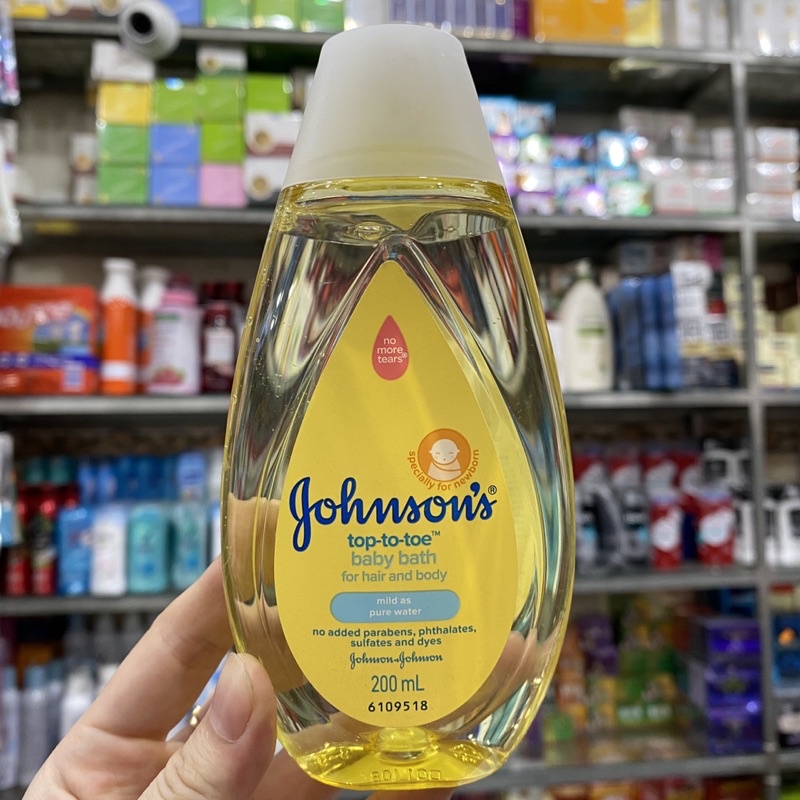 no
more
tears®
specially for newborn
Johnson's®
top-to-toe™
baby bath
for hair and body
mild as
pure water
no added parabens, phthalates,
sulfates and dyes
Johnson & Johnson
200 mL
6109518